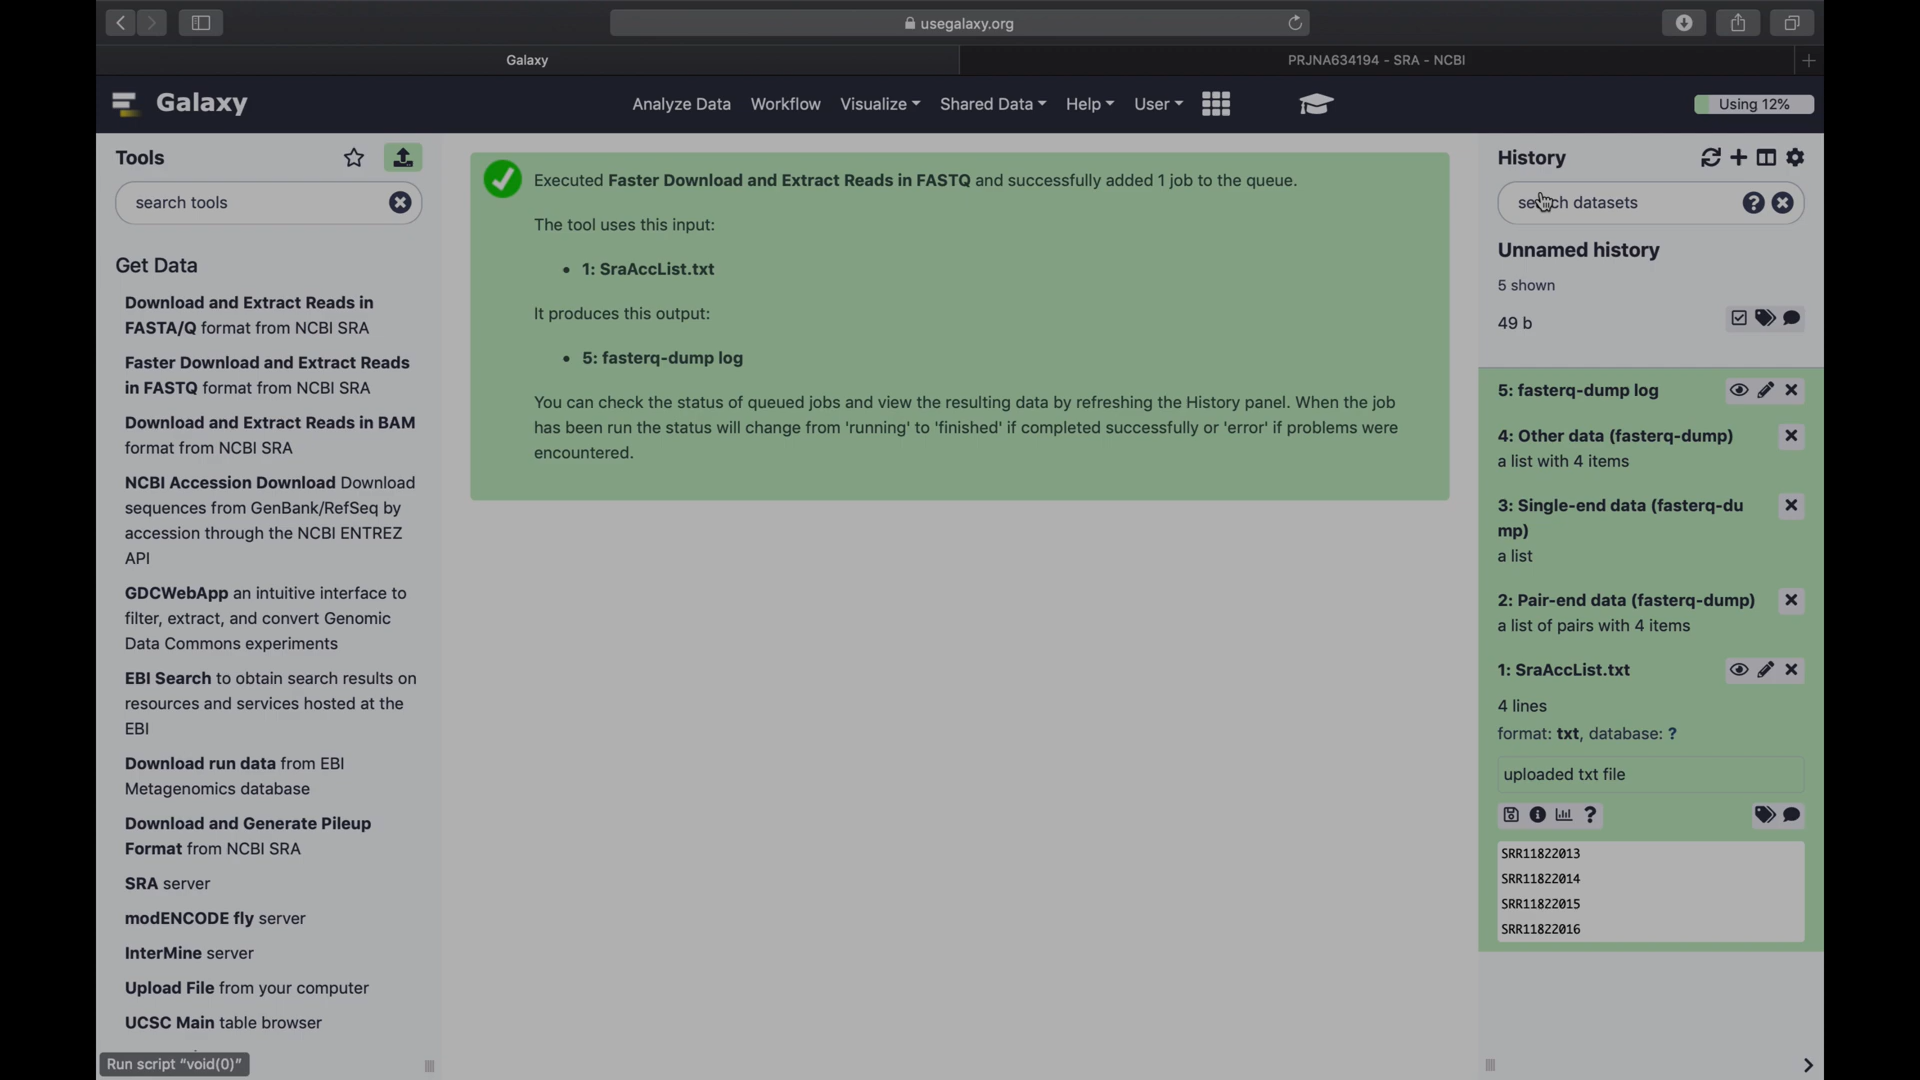 usegalaxy.org
Galaxy
PRJNA634194 - SRA - NCBI
Galaxy
Analyze Data
Workflow
Visualize
Shared Data
Help
User
Using 12%
Tools
search tools
Get Data
Download and Extract Reads in
FASTA/Q format from NCBI SRA
Faster Download and Extract Reads
in FASTQ format from NCBI SRA
Download and Extract Reads in BAM
format from NCBI SRA
NCBI Accession Download Download
sequences from GenBank/RefSeq by
accession through the NCBI ENTREZ
API
GDCWebApp an intuitive interface to
filter, extract, and convert Genomic
Data Commons experiments
EBI Search to obtain search results on
resources and services hosted at the
EBI
Download run data from EBI
Metagenomics database
Download and Generate Pileup
Format from NCBI SRA
SRA server
modENCODE fly server
InterMine server
Upload File from your computer
UCSC Main table browser
Run script “void(0)”
Executed Faster Download and Extract Reads in FASTQ and successfully added 1 job to the queue.
The tool uses this input:
• 1: SraAccList.txt
It produces this output:
• 5: fasterq-dump log
You can check the status of queued jobs and view the resulting data by refreshing the History panel. When the job
has been run the status will change from 'running' to 'finished' if completed successfully or 'error' if problems were
encountered.
History
search datasets
Unnamed history
5 shown
49 b
5: fasterq-dump log
4: Other data (fasterq-dump)
a list with 4 items
3: Single-end data (fasterq-du
mp)
a list
2: Pair-end data (fasterq-dump)
a list of pairs with 4 items
1: SraAccList.txt
4 lines
format: txt, database: ?
uploaded txt file
SRR11822013
SRR11822014
SRR11822015
SRR11822016